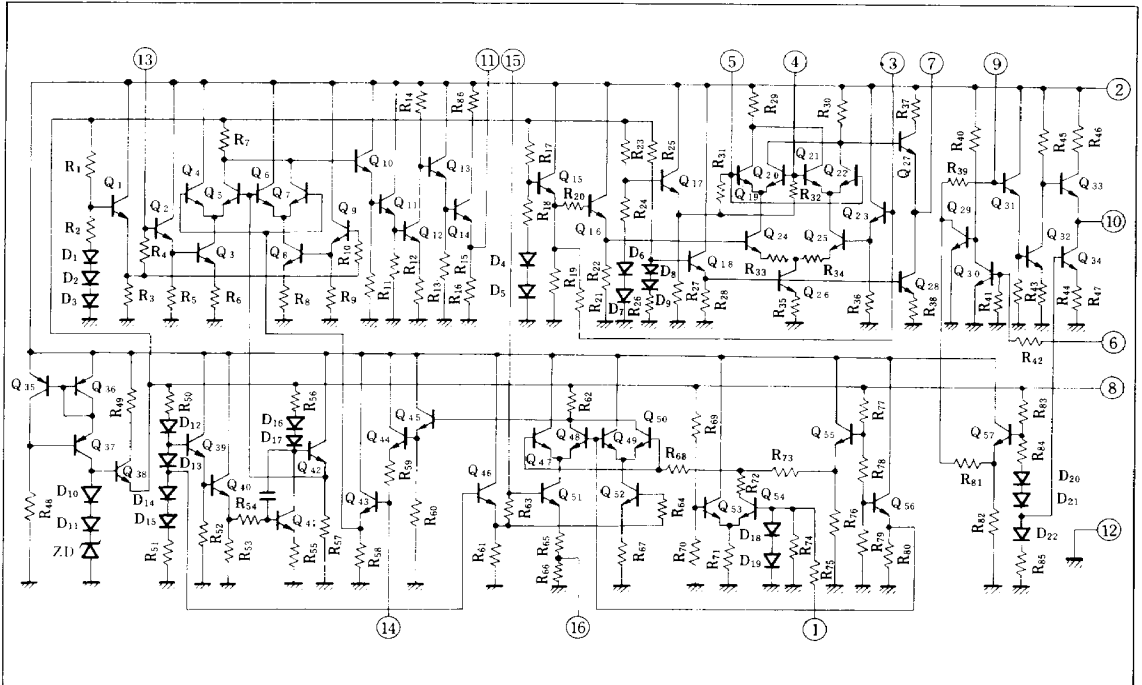 13 11 15 5 4 3 7 9
2
R14 R86 R29 R30 R37 R45 R46
R1 R7 R17 R23 R25 R40
Q1 Q4 Q5 Q6 Q7 Q10 Q13 Q15 Q17 R31 Q20 Q21 Q27 R39 Q33
Q2 Q9 Q11 R18 R20 R24 Q19 R32 Q22 Q23 Q29 Q31
R2 R4 Q3 Q8 R10 Q12 Q14 Q16 Q18 Q24 Q25 Q30 Q32 Q34 10
D1 D2 D3 D4 D5 D6 D7 D8 D9
R3 R5 R6 R8 R9 R11 R12 R13 R15 R16 R19 R21 R22 R26 R27 R28 R33 R34 R35 Q26 R36 Q28 R38 R41 R43 R43 R44 R47
R42 6
Q35 Q36 R49 R50 R56 Q45 R62 Q50 R69 R77 R83 8
D12 D16 D17 Q39 Q44 Q48 Q49 Q55 Q57
Q37 Q38 D13 Q42 R59 Q47 R68 R73 R84
D10 D14 Q40 Q43 Q46 Q51 Q52 R72 R78 R81 D20
R48 D11 D15 R54 Q41 R60 R63 R64 Q53 Q54 Q56 D21
ZD R51 R52 R53 R55 R57 R58 R61 R65 R66 R67 R70 R71 D18 D19 R74 R75 R76 R79 R80 R82 D22 R85 12
14 16 1